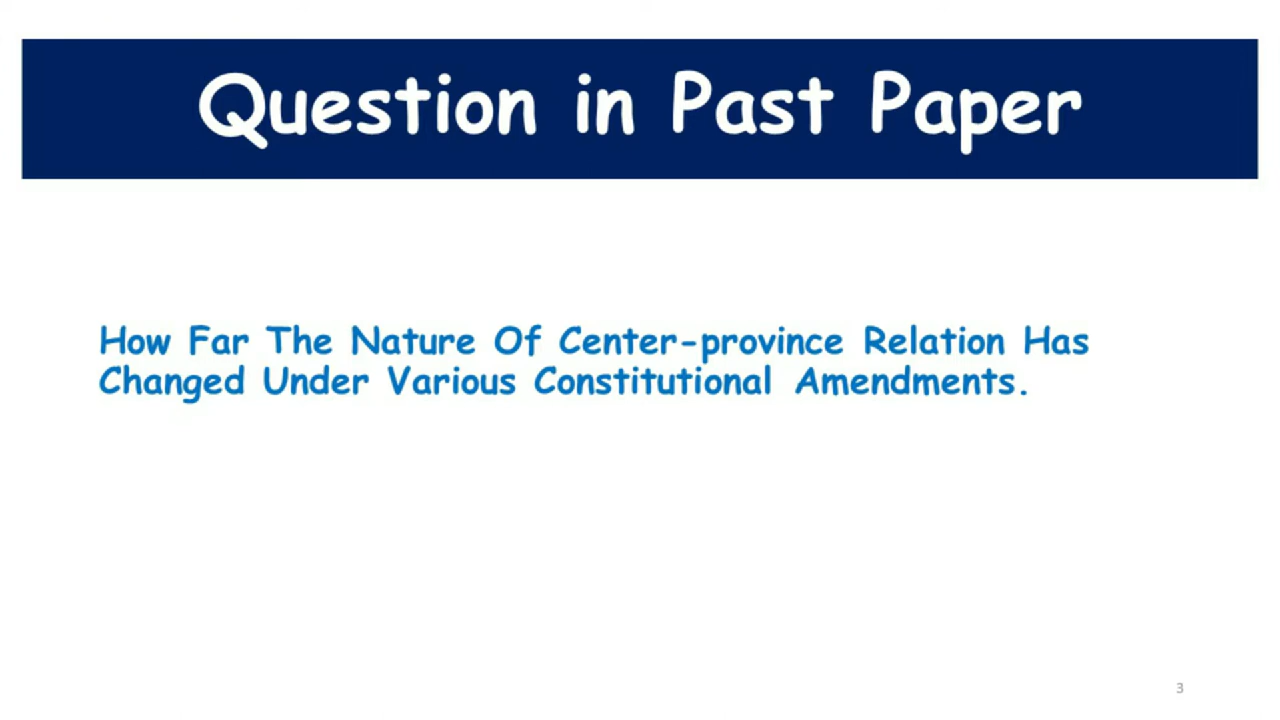 Question in Past Paper
How Far The Nature Of Center-province Relation Has
Changed Under Various Constitutional Amendments.
3